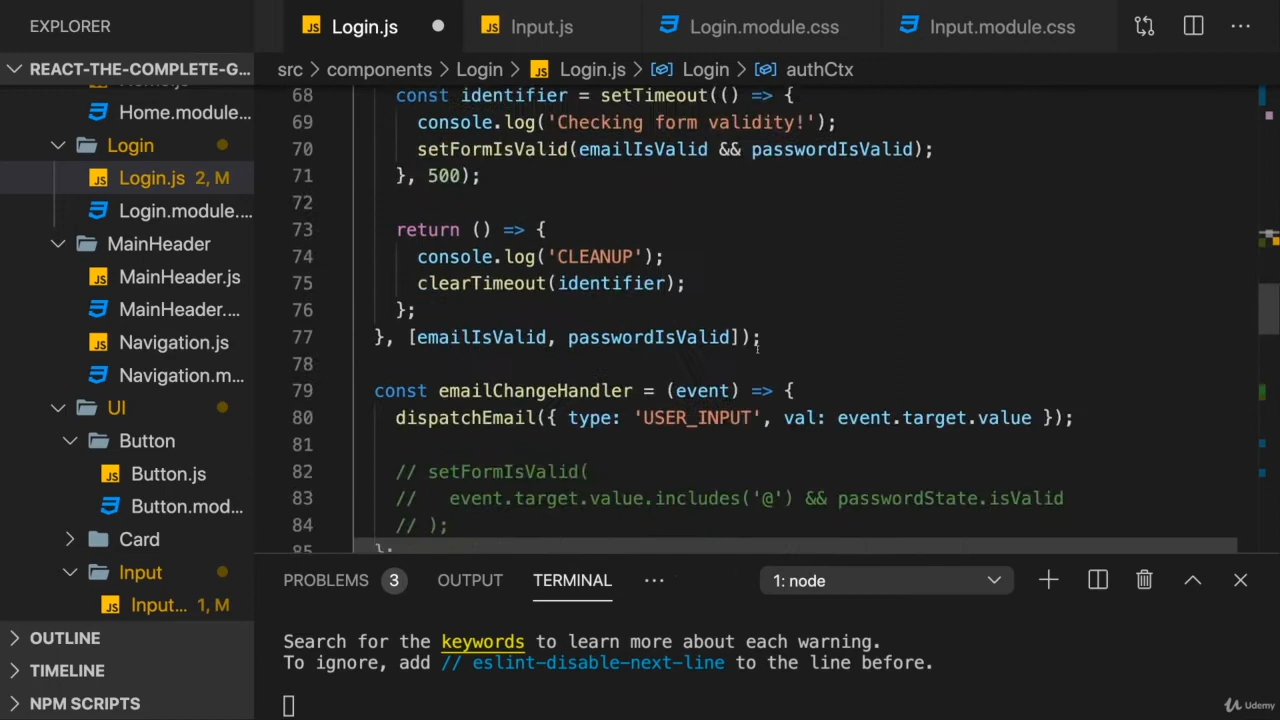 EXPLORER
Login.js
Input.js
Login.module.css
Input.module.css
REACT-THE-COMPLETE-G...
src > components > Login > Login.js > Login > authCtx
Home.js
Home.module...
Login
Login.js 2, M
Login.module....
MainHeader
MainHeader.js
MainHeader....
Navigation.js
Navigation.m...
UI
Button
Button.js
Button.mod...
Card
Input
Input... 1, M
OUTLINE
TIMELINE
NPM SCRIPTS
68 const identifier = setTimeout(() => {
69 console.log('Checking form validity!');
70 setFormIsValid(emailIsValid && passwordIsValid);
71 }, 500);
72
73 return () => {
74 console.log('CLEANUP');
75 clearTimeout(identifier);
76 };
77 }, [emailIsValid, passwordIsValid]);
78
79 const emailChangeHandler = (event) => {
80 dispatchEmail({ type: 'USER_INPUT', val: event.target.value });
81
82 // setFormIsValid(
83 // event.target.value.includes('@') && passwordState.isValid
84 // );
85 };
PROBLEMS 3 OUTPUT TERMINAL ... 1: node
Search for the keywords to learn more about each warning.
To ignore, add // eslint-disable-next-line to the line before.
Udemy